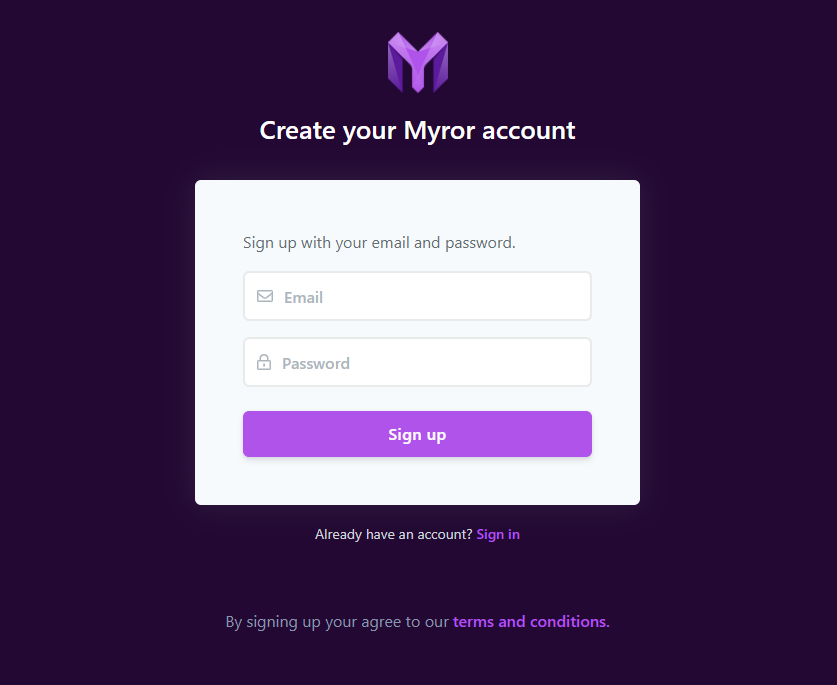 Create your Myror account
Sign up with your email and password.
Email
Password
Sign up
Already have an account? Sign in
By signing up your agree to our terms and conditions.